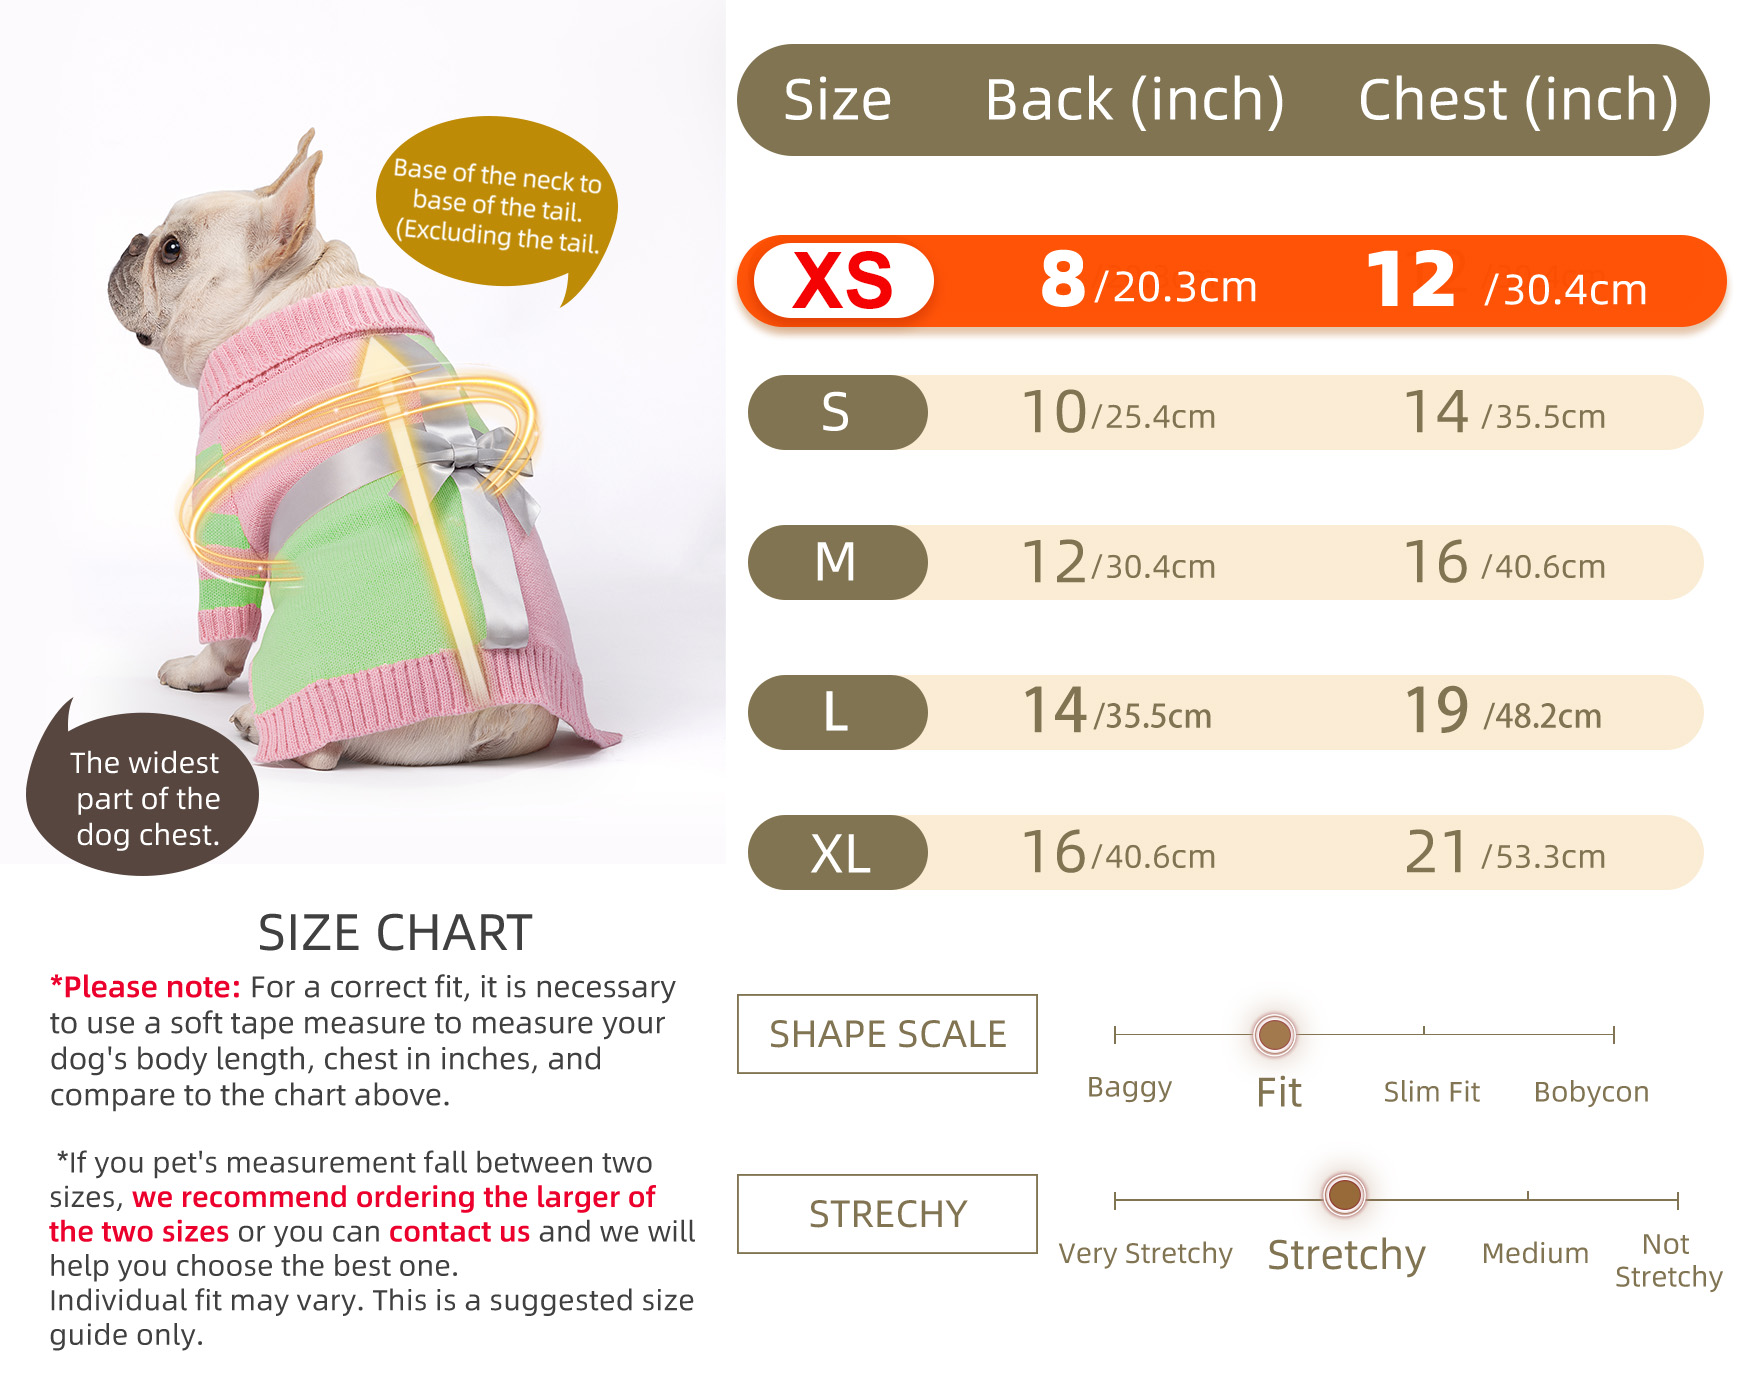 Base of the neck to
base of the tail.
(Excluding the tail.
The widest
part of the
dog chest.
Size Back (inch) Chest (inch)
XS 8/20.3cm 12 /30.4cm
S 10/25.4cm 14 /35.5cm
M 12/30.4cm 16 /40.6cm
L 14/35.5cm 19 /48.2cm
XL 16/40.6cm 21 /53.3cm
SIZE CHART
*Please note: For a correct fit, it is necessary
to use a soft tape measure to measure your
dog's body length, chest in inches, and
compare to the chart above.
*If you pet's measurement fall between two
sizes, we recommend ordering the larger of
the two sizes or you can contact us and we will
help you choose the best one.
Individual fit may vary. This is a suggested size
guide only.
SHAPE SCALE
Baggy Fit Slim Fit Bobycon
STRECHY
Very Stretchy Stretchy Medium Not
Stretchy